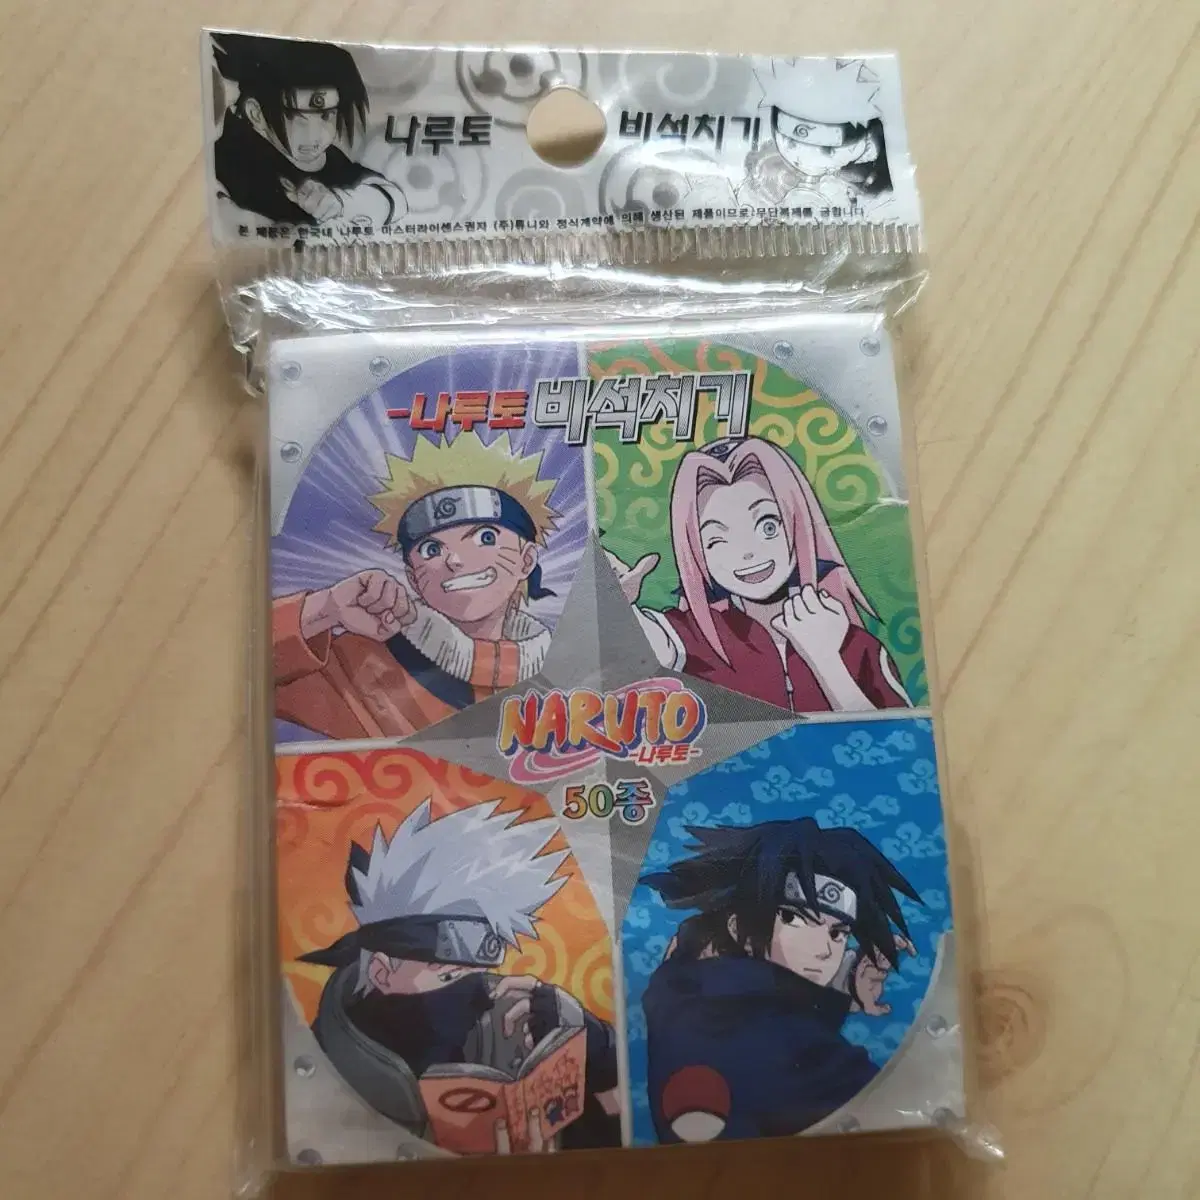 나루토 비석치기
본 제품은 한국내 나루토 마스터라이센스권자 (주)튜니와 정식계약에 의해 생산된 제품이므로 무단복제를 금합니다
-나루토 비석치기
NARUTO
-나루토-
50종